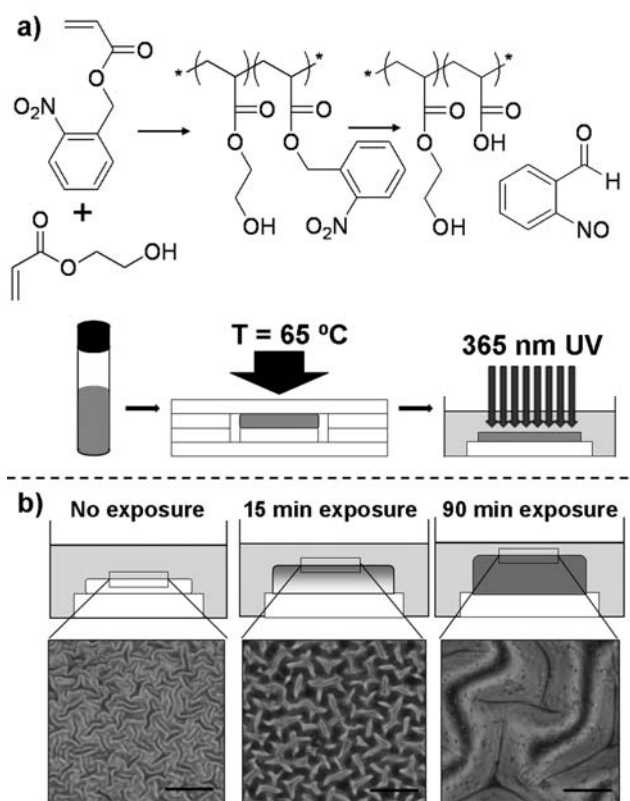 a)
O
O
O₂N
+
O
O
OH
*
*
O
O
O
O
OH
O₂N
*
*
O
O
O
OH
OH
O
H
NO
T = 65 ºC
365 nm UV
b)
No exposure
15 min exposure
90 min exposure